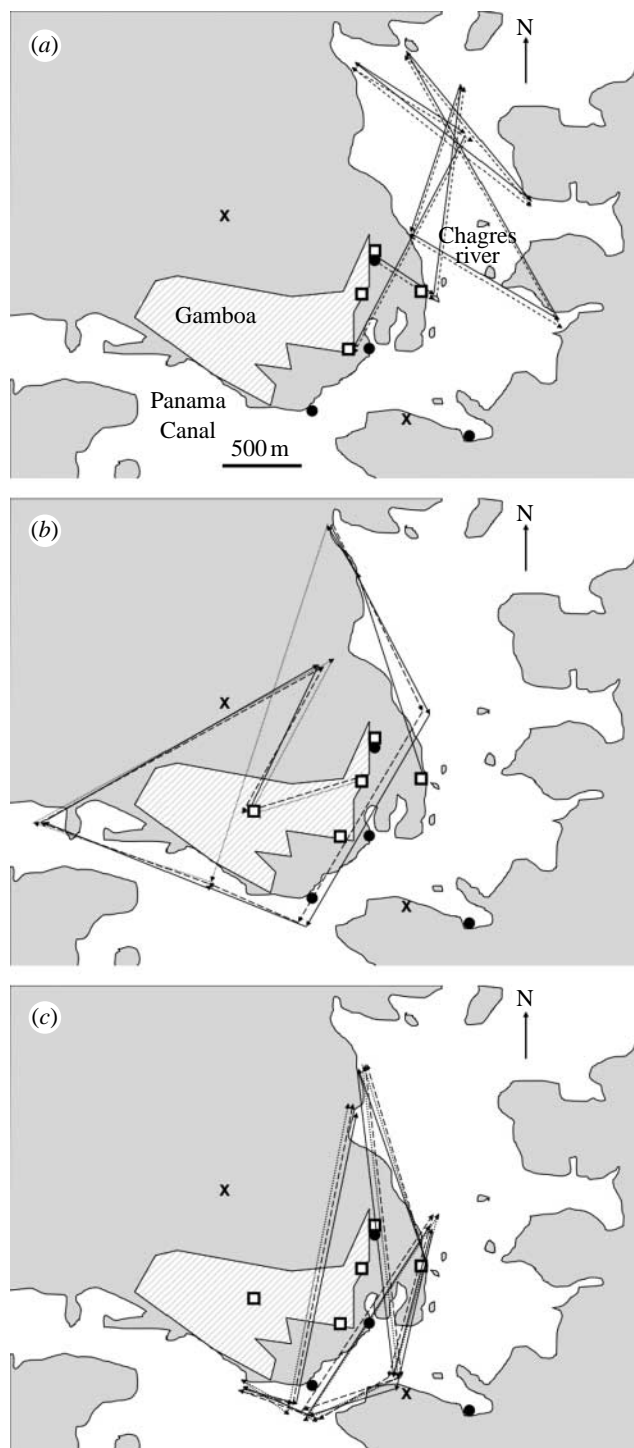 (a)
N
X
Chagres
river
Gamboa
Panama
Canal
500 m
X
(b)
N
X
X
(c)
N
X
X